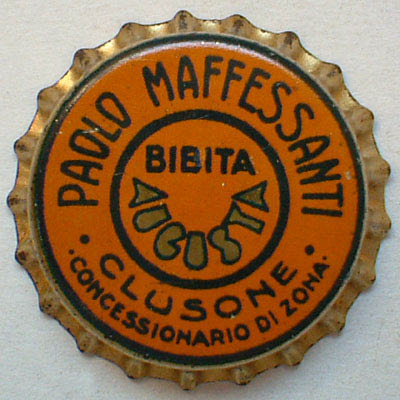 PAOLO MAFFESSANTI
BIBITA
AUGUSTA
• CLUSONE •
• CONCESSIONARIO DI ZONA •